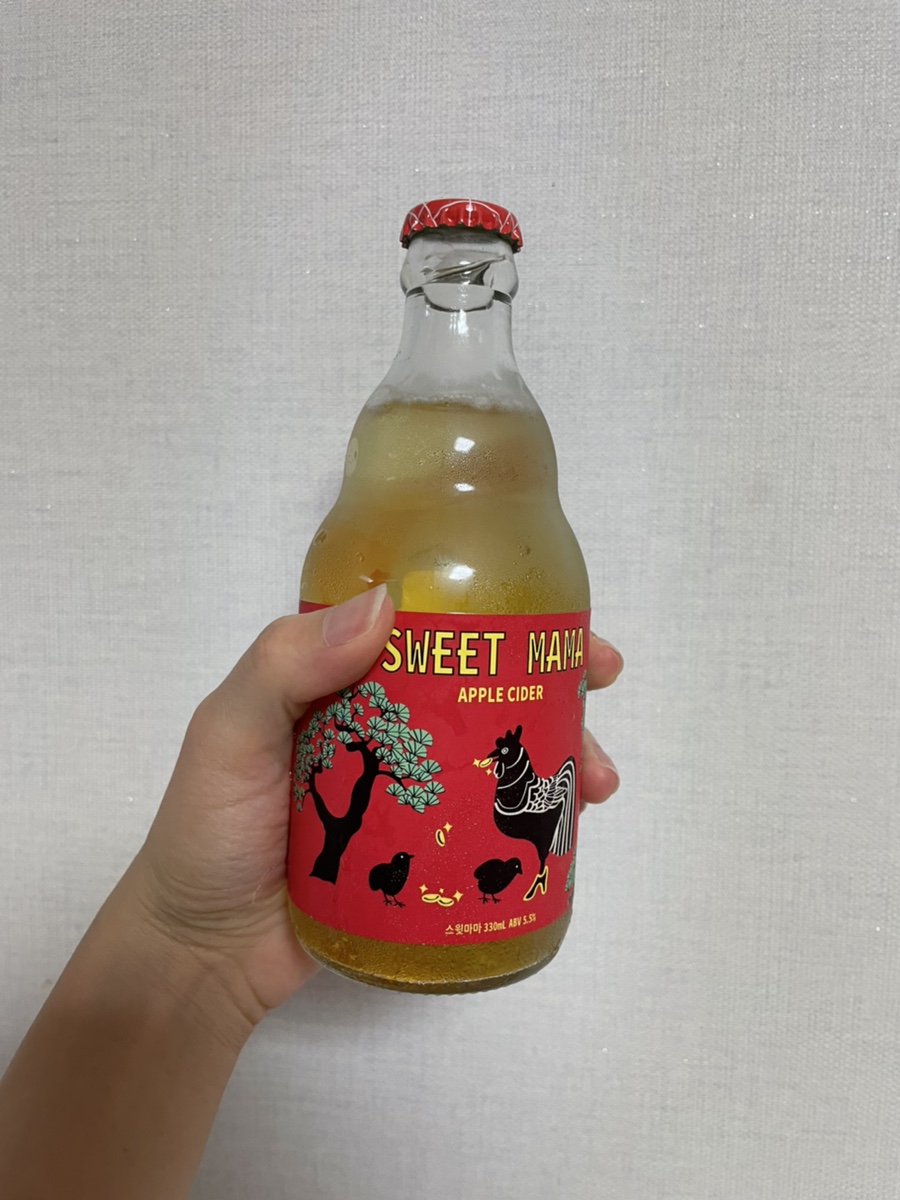 SWEET MAMA
APPLE CIDER
스윗마마 330mL ABV 5.5%